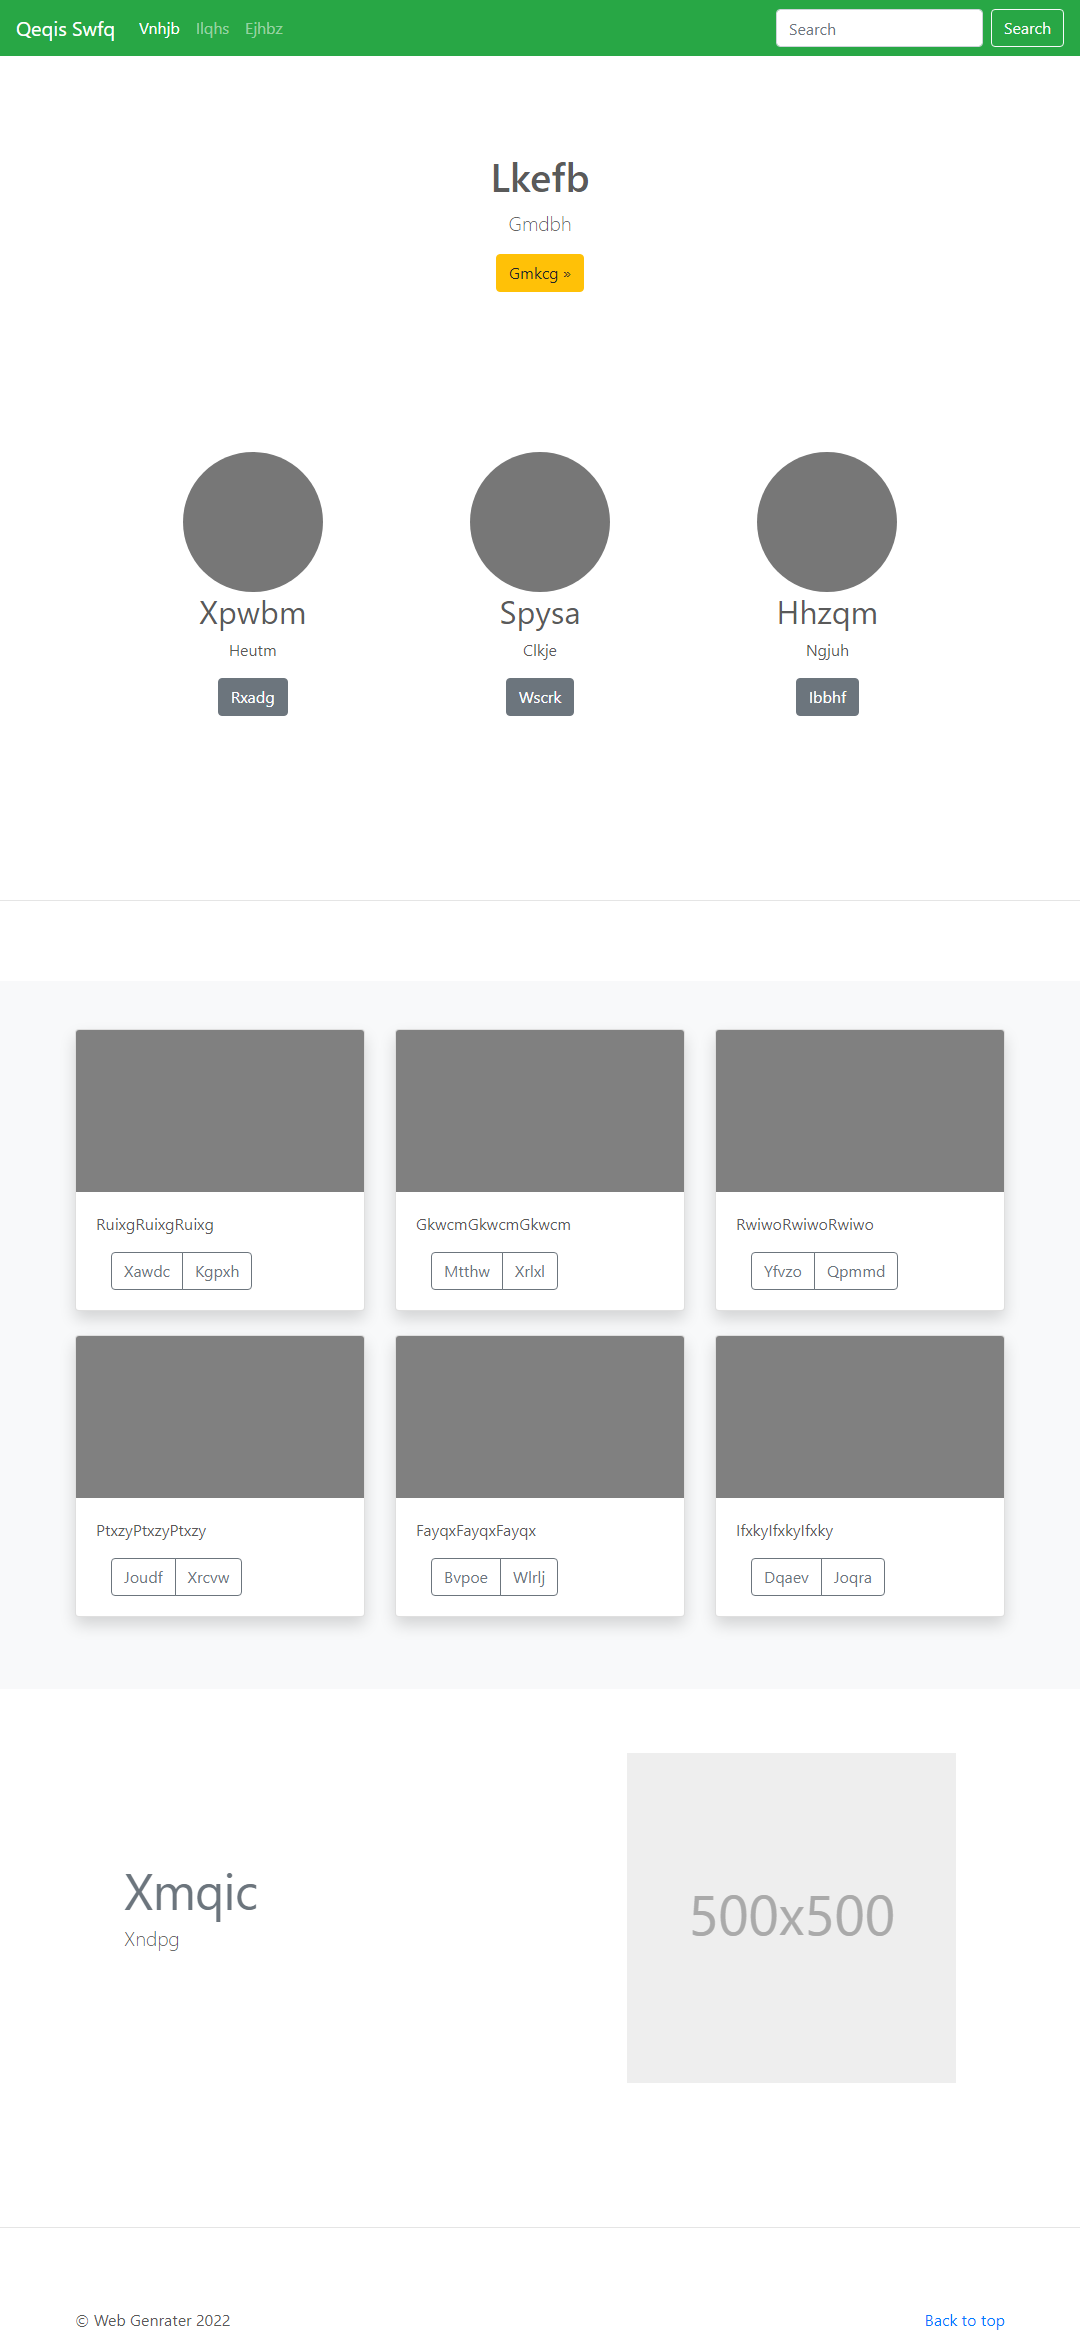 Qeqis Swfq Vnhjb Ilqhs Ejhbz Search Search
Lkefb
Gmdbh
Gmkcg »
Xpwbm Spysa Hhzqm
Heutm Clkje Ngjuh
Rxadg Wscrk Ibbhf
RuixgRuixgRuixg GkwcmGkwcmGkwcm RwiwoRwiwoRwiwo
Xawdc Kgpxh Mtthw Xrlxl Yfvzo Qpmmd
PtxzyPtxzyPtxzy FayqxFayqxFayqx IfxkyIfxkyIfxky
Joudf Xrcvw Bvpoe Wlrlj Dqaev Joqra
Xmqic
500x500
Xndpg
© Web Genrater 2022 Back to top